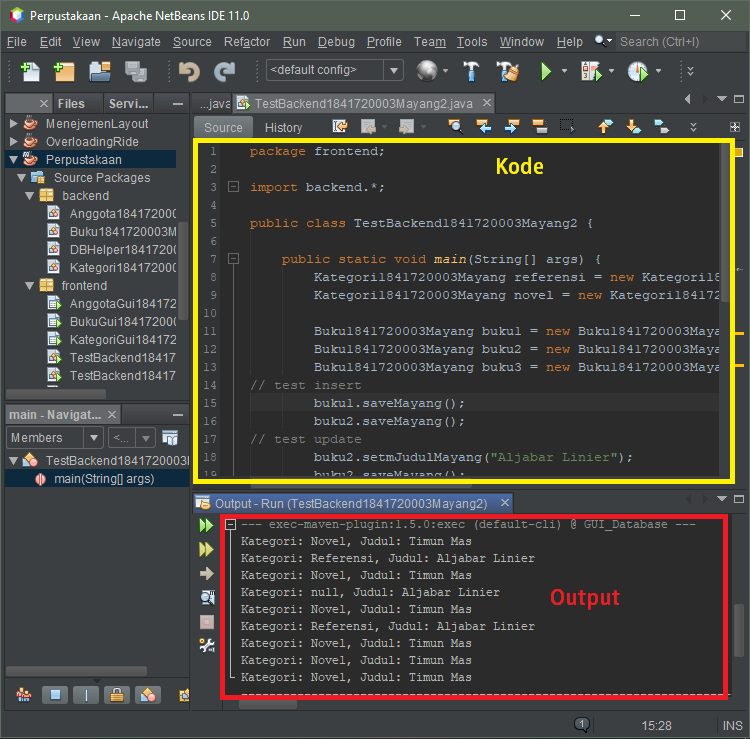 Perpustakaan - Apache NetBeans IDE 11.0
File Edit View Navigate Source Refactor Run Debug Profile Team Tools Window Help Search (Ctrl+I)
<default config>
Files Servi...
...java TestBackend1841720003Mayang2.java
Source History
MenejemenLayout
OverloadingRide
Perpustakaan
Source Packages
backend
Anggota184172000
Buku1841720003M
DBHelper1841720
Kategori18417200
frontend
AnggotaGui18417
BukuGui1841720
KategoriGui18417
TestBackend18417
TestBackend18417
Kode
1 package frontend;
2
3 import backend.*;
4
5 public class TestBackend1841720003Mayang2 {
6
7 public static void main(String[] args) {
8 Kategori1841720003Mayang referensi = new Kategori18
9 Kategori1841720003Mayang novel = new Kategori184172
10
11 Buku1841720003Mayang buku1 = new Buku1841720003Maya
12 Buku1841720003Mayang buku2 = new Buku1841720003Maya
13 Buku1841720003Mayang buku3 = new Buku1841720003Maya
14 // test insert
15 buku1.saveMayang();
16 buku2.saveMayang();
17 // test update
18 buku2.setmJudulMayang("Aljabar Linier");
19 buku2.saveMayang();
main - Navigat...
Members <...
TestBackend1841720003
main(String[] args)
Output - Run (TestBackend1841720003Mayang2)
--- exec-maven-plugin:1.5.0:exec (default-cli) @ GUI_Database ---
Kategori: Novel, Judul: Timun Mas
Kategori: Referensi, Judul: Aljabar Linier
Kategori: Novel, Judul: Timun Mas
Kategori: null, Judul: Aljabar Linier
Kategori: Novel, Judul: Timun Mas
Kategori: Referensi, Judul: Aljabar Linier
Kategori: Novel, Judul: Timun Mas
Kategori: Novel, Judul: Timun Mas
Kategori: Novel, Judul: Timun Mas
------------------------------------------------------------------------
Output
1 15:28 INS